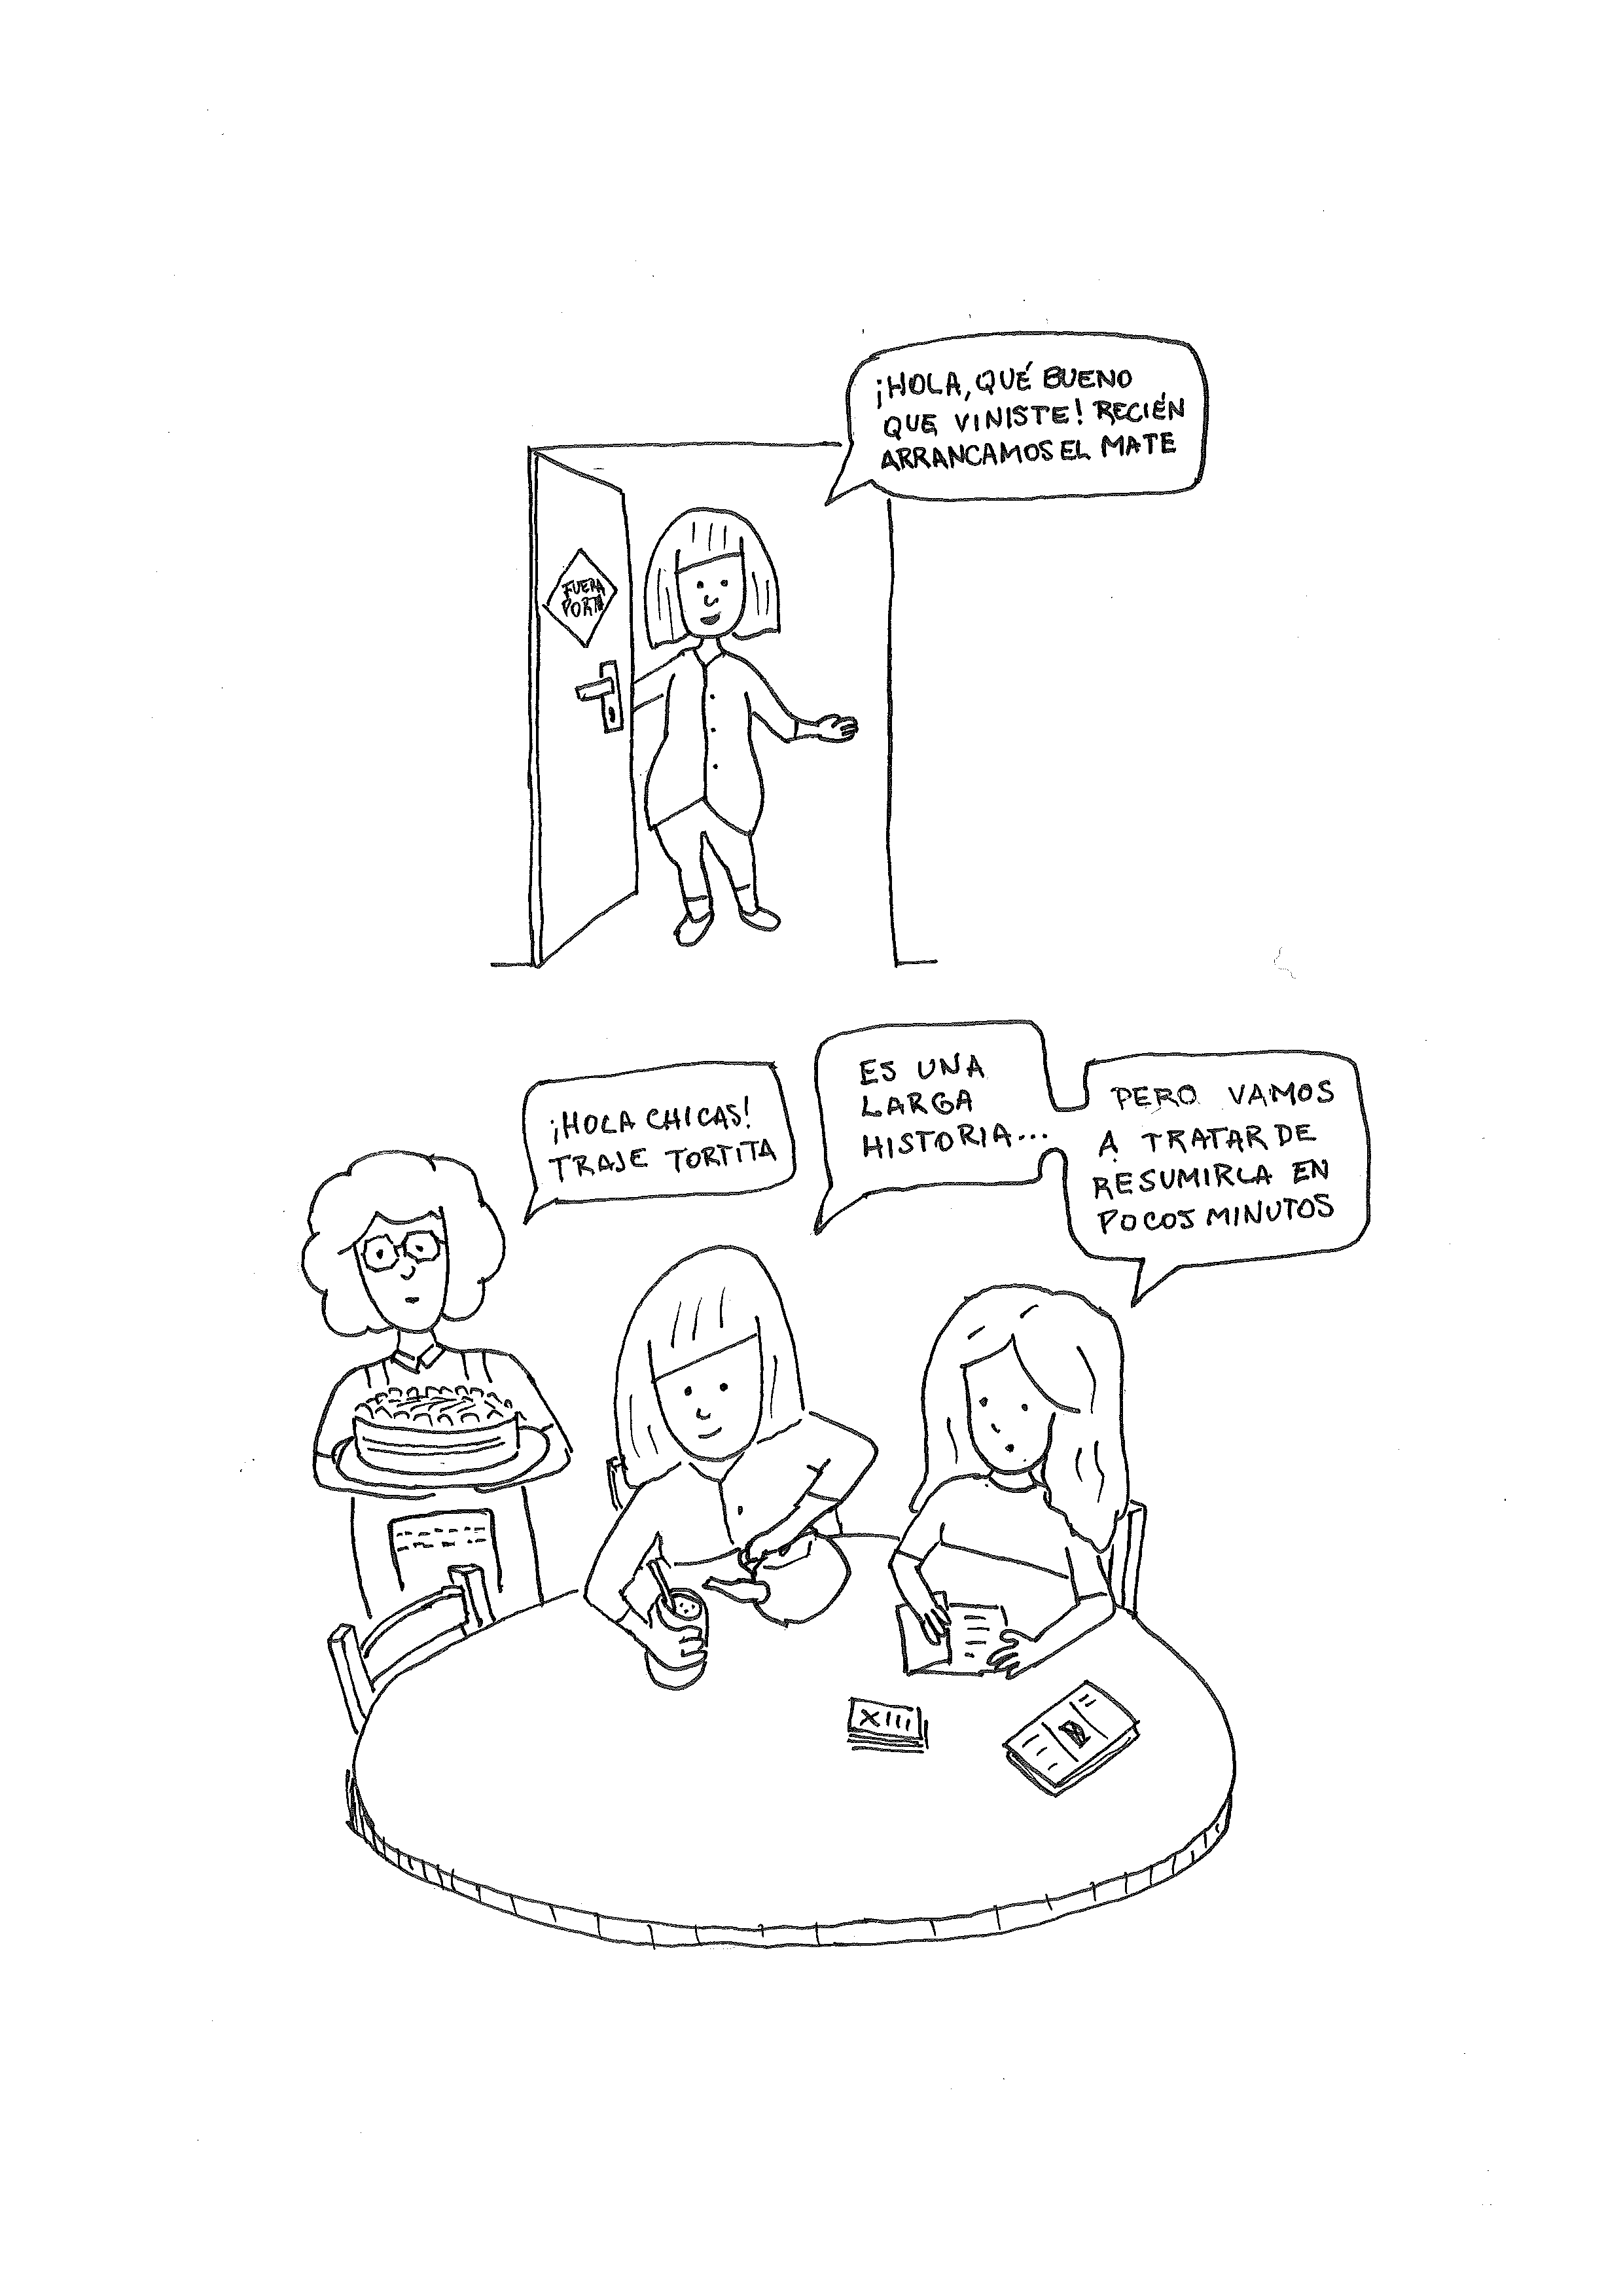 ¡HOLA, QUÉ BUENO
QUE VINISTE! RECIÉN
ARRANCAMOS EL MATE
FUERA
¡HOLA CHICAS!
TRAJE TORTITA
ES UNA
LARGA
HISTORIA...
PERO VAMOS
A TRATAR DE
RESUMIRLA EN
POCOS MINUTOS
XIII